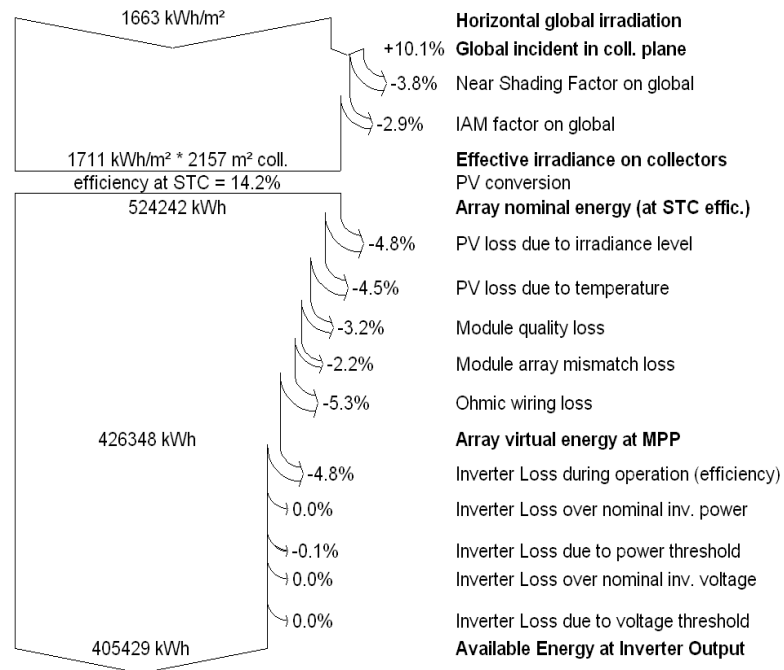 1663 kWh/m² Horizontal global irradiation
+10.1% Global incident in coll. plane
-3.8% Near Shading Factor on global
-2.9% IAM factor on global
1711 kWh/m² * 2157 m² coll. Effective irradiance on collectors
efficiency at STC = 14.2% PV conversion
524242 kWh Array nominal energy (at STC effic.)
-4.8% PV loss due to irradiance level
-4.5% PV loss due to temperature
-3.2% Module quality loss
-2.2% Module array mismatch loss
-5.3% Ohmic wiring loss
426348 kWh Array virtual energy at MPP
-4.8% Inverter Loss during operation (efficiency)
0.0% Inverter Loss over nominal inv. power
-0.1% Inverter Loss due to power threshold
0.0% Inverter Loss over nominal inv. voltage
0.0% Inverter Loss due to voltage threshold
405429 kWh Available Energy at Inverter Output